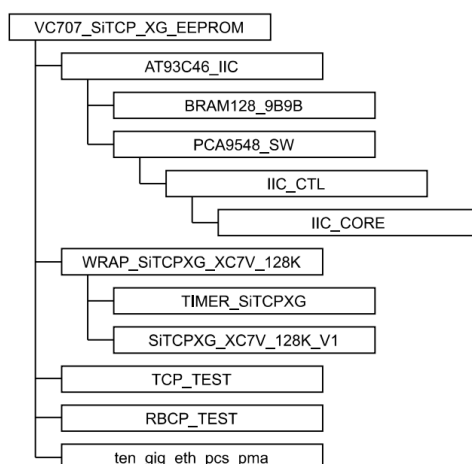 VC707_SiTCP_XG_EEPROM
AT93C46_IIC
BRAM128_9B9B
PCA9548_SW
IIC_CTL
IIC_CORE
WRAP_SiTCPXG_XC7V_128K
TIMER_SiTCPXG
SiTCPXG_XC7V_128K_V1
TCP_TEST
RBCP_TEST
ten_gig_eth_pcs_pma